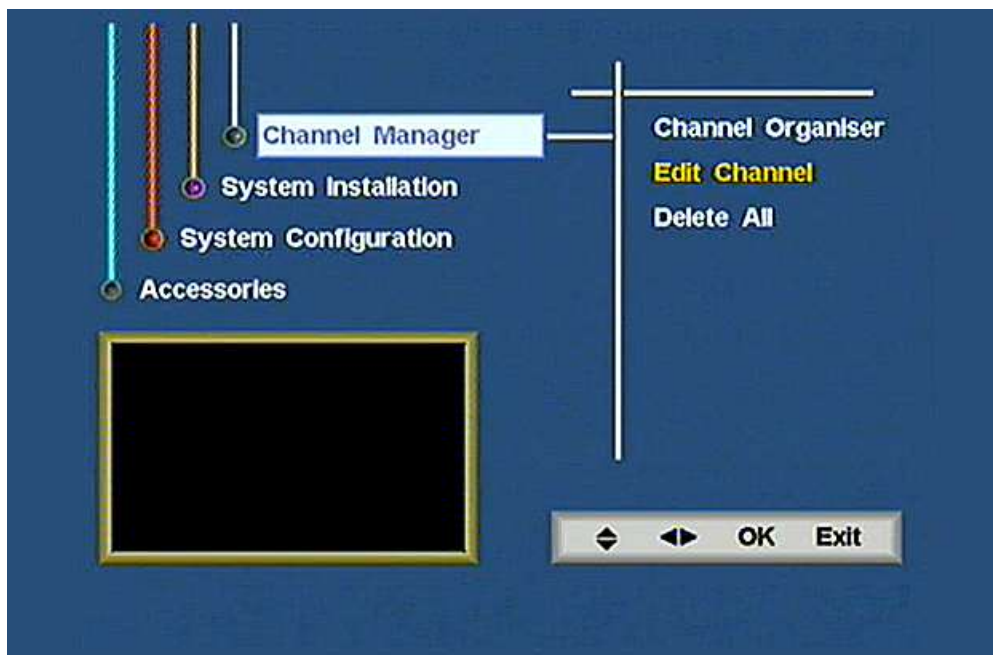 Channel Manager
System Installation
System Configuration
Accessories
Channel Organiser
Edit Channel
Delete All
OK Exit